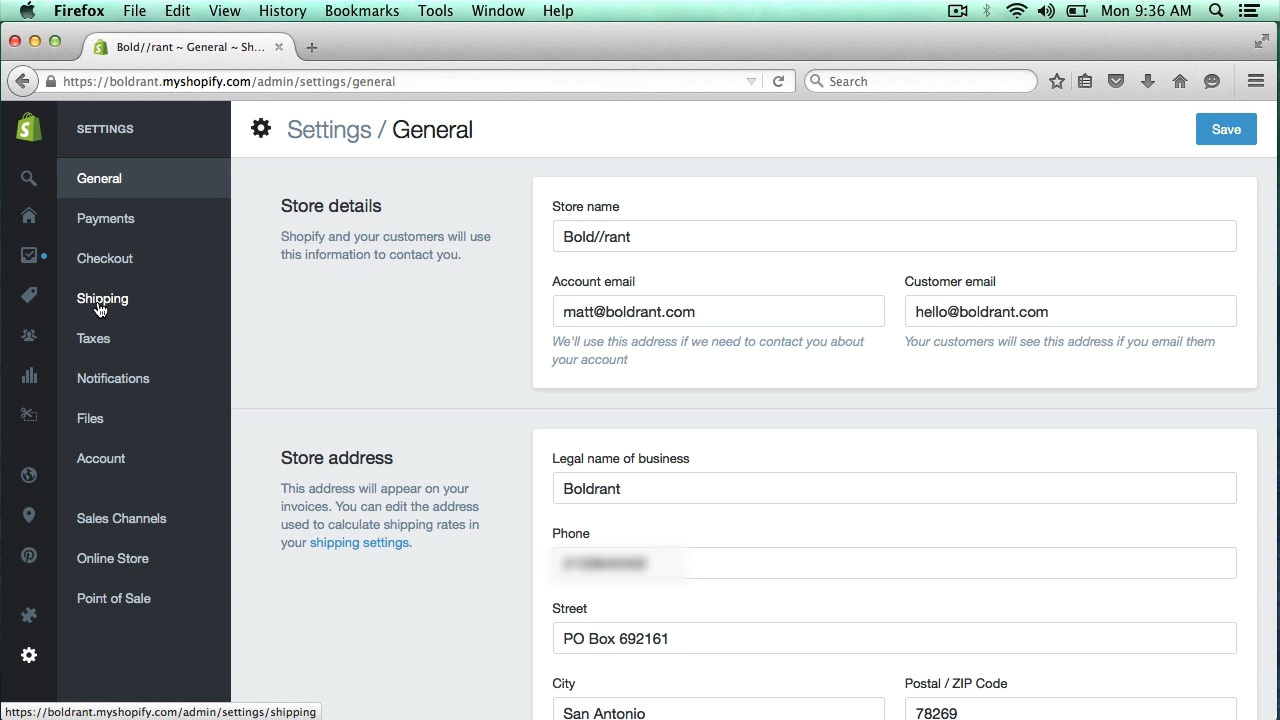 Firefox File Edit View History Bookmarks Tools Window Help Mon 9:36 AM
Bold//rant ~ General ~ Sh...
https://boldrant.myshopify.com/admin/settings/general
Search
SETTINGS
General
Payments
Checkout
Shipping
Taxes
Notifications
Files
Account
Sales Channels
Online Store
Point of Sale
Settings / General
Save
Store details
Shopify and your customers will use
this information to contact you.
Store name
Bold//rant
Account email
matt@boldrant.com
We'll use this address if we need to contact you about
your account
Customer email
hello@boldrant.com
Your customers will see this address if you email them
Store address
This address will appear on your
invoices. You can edit the address
used to calculate shipping rates in
your shipping settings.
Legal name of business
Boldrant
Phone
Street
PO Box 692161
City
San Antonio
Postal / ZIP Code
78269
https://boldrant.myshopify.com/admin/settings/shipping